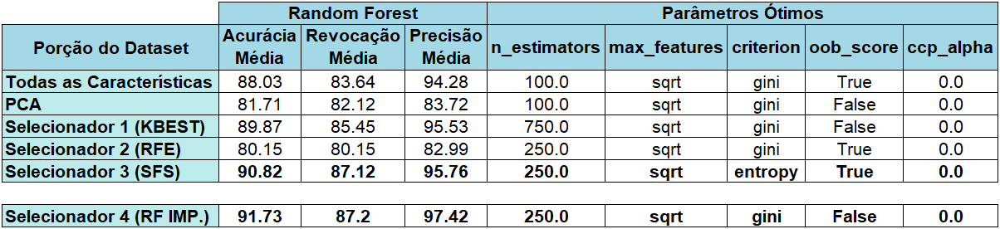 Random Forest Parâmetros Ótimos
Porção do Dataset Acurácia Média Revocação Média Precisão Média n_estimators max_features criterion oob_score ccp_alpha
Todas as Características 88.03 83.64 94.28 100.0 sqrt gini True 0.0
PCA 81.71 82.12 83.72 100.0 sqrt gini False 0.0
Selecionador 1 (KBEST) 89.87 85.45 95.53 750.0 sqrt gini False 0.0
Selecionador 2 (RFE) 80.15 80.15 82.99 250.0 sqrt gini True 0.0
Selecionador 3 (SFS) 90.82 87.12 95.76 250.0 sqrt entropy True 0.0
Selecionador 4 (RF IMP.) 91.73 87.2 97.42 250.0 sqrt gini False 0.0